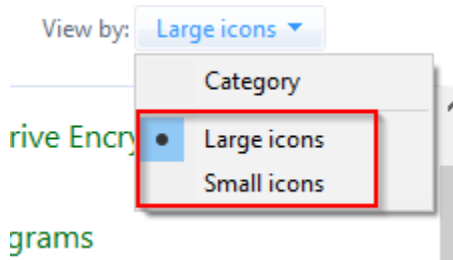 View by: Large icons
Category
rive Encry
Large icons
Small icons
grams